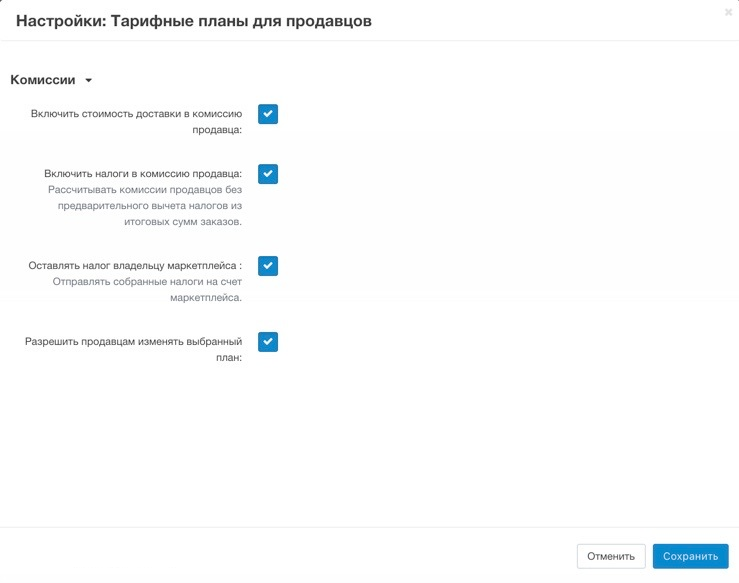 Настройки: Тарифные планы для продавцов
Комиссии
Включить стоимость доставки в комиссию
продавца:
Включить налоги в комиссию продавца:
Рассчитывать комиссии продавцов без
предварительного вычета налогов из
итоговых сумм заказов.
Оставлять налог владельцу маркетплейса :
Отправлять собранные налоги на счет
маркетплейса.
Разрешить продавцам изменять выбранный
план:
Отменить
Сохранить